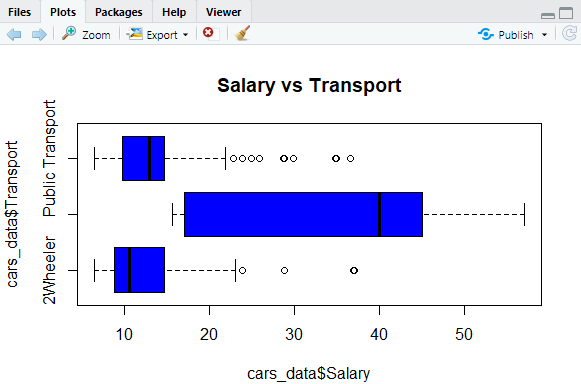 Files Plots Packages Help Viewer
Zoom Export Publish
Salary vs Transport
cars_data$Transport
2Wheeler Public Transport
10 20 30 40 50
cars_data$Salary